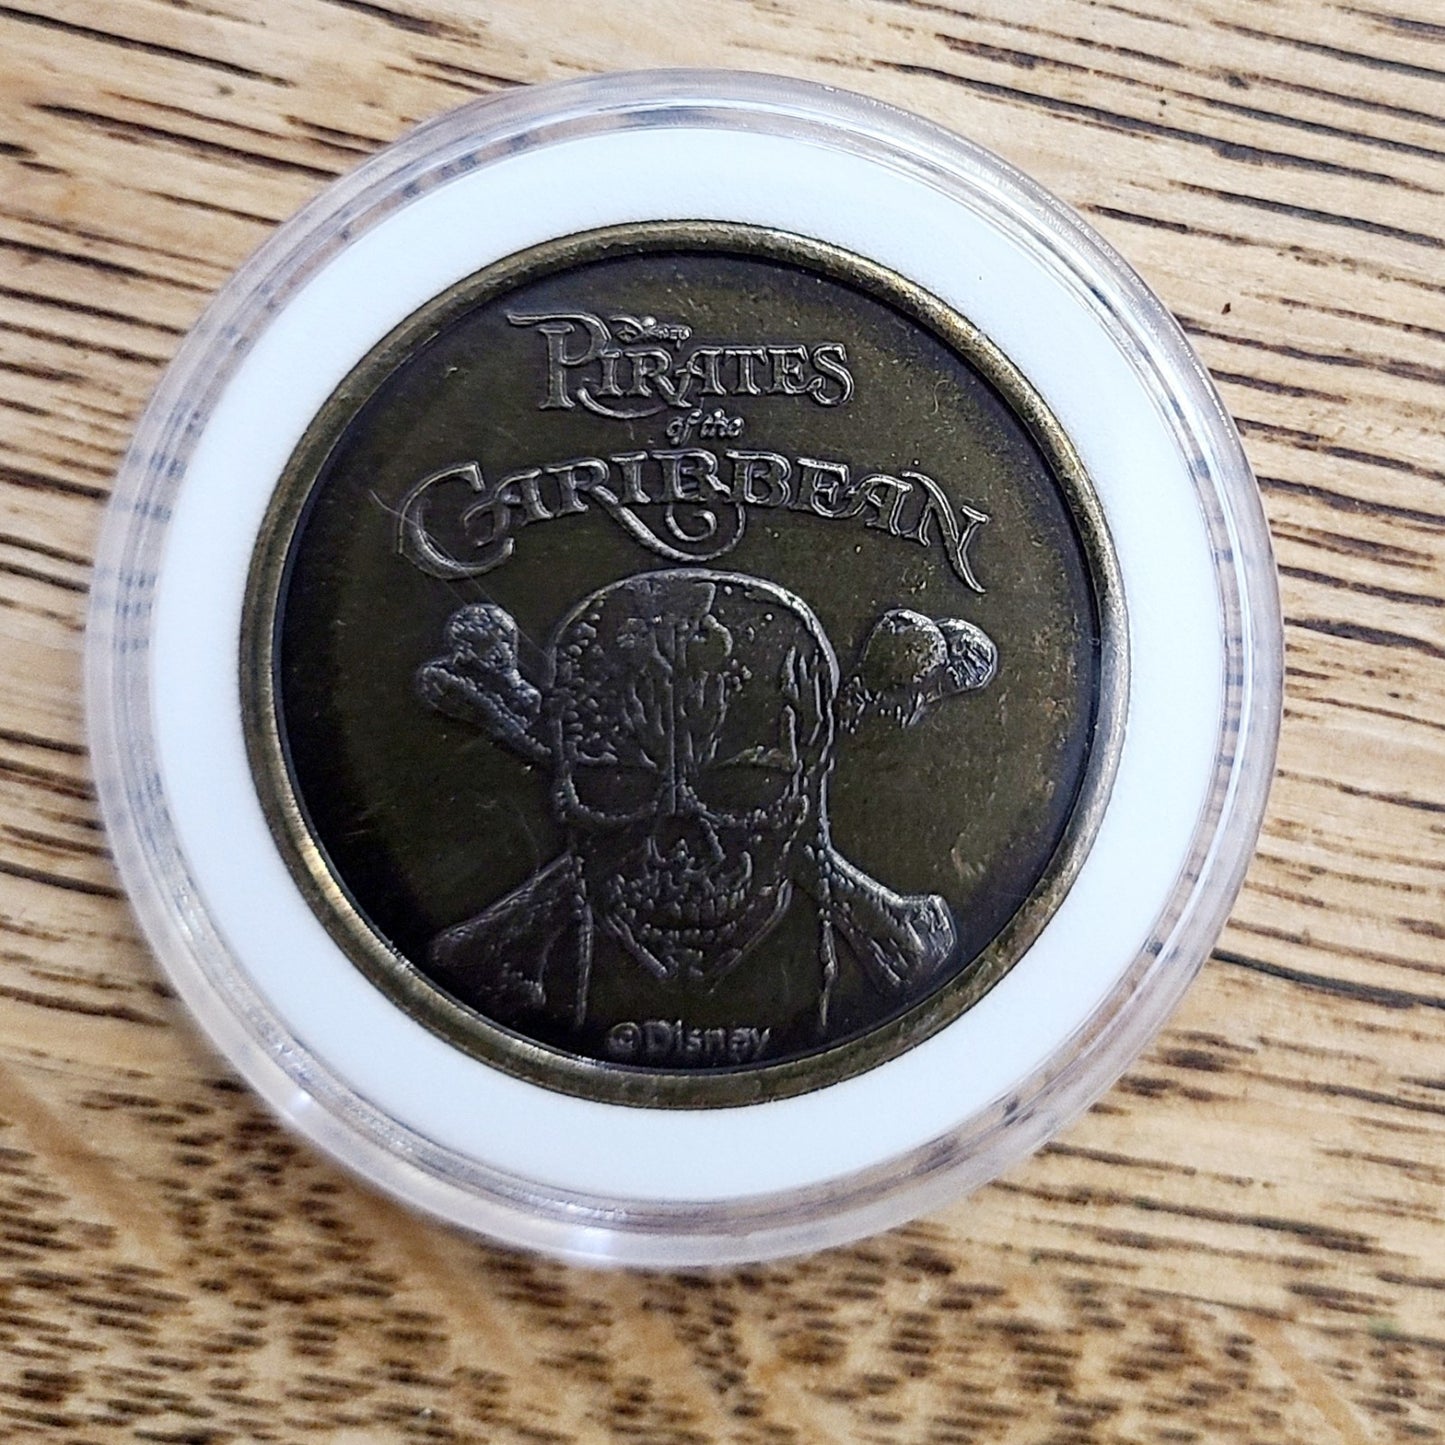 Disney
PIRATES
of the
CARIBBEAN
©Disney